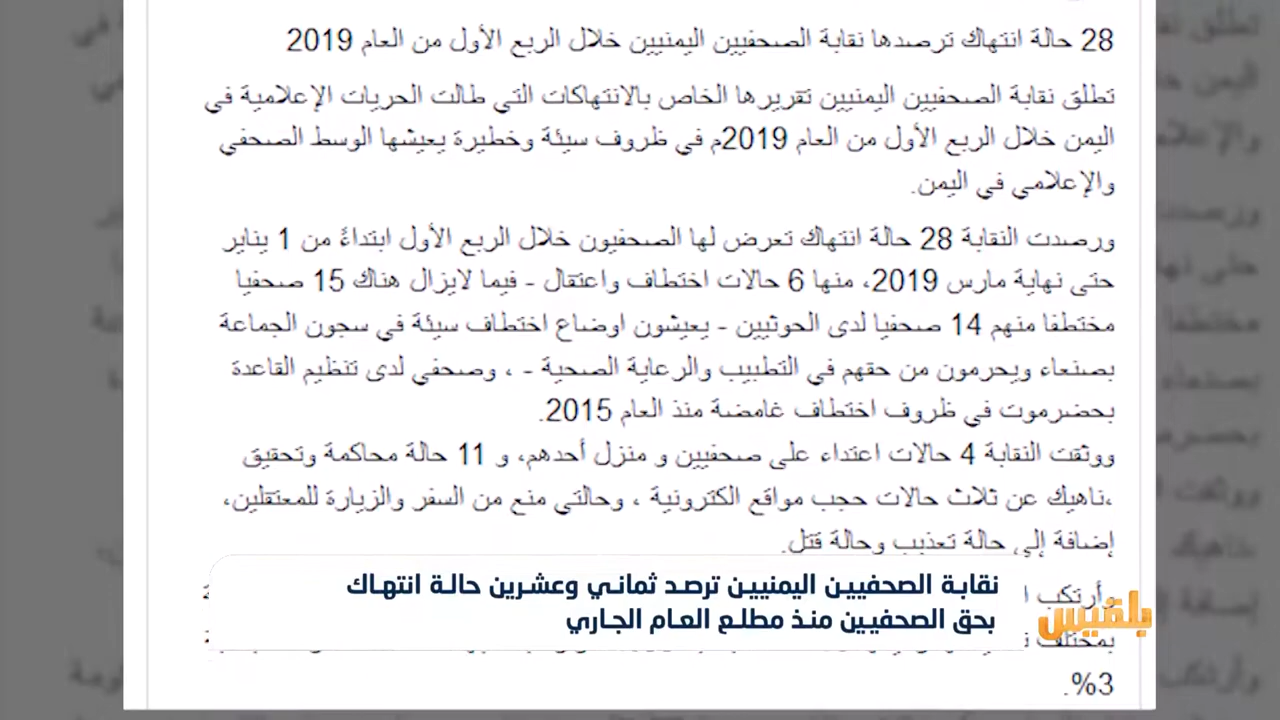 28 حالة انتهاك ترصدها نقابة الصحفيين اليمنيين خلال الربع الأول من العام 2019
تطلق نقابة الصحفيين اليمنيين تقريرها الخاص بالانتهاكات التي طالت الحريات الإعلامية في
اليمن خلال الربع الأول من العام 2019م في ظروف سيئة وخطيرة يعيشها الوسط الصحفي
والإعلامي في اليمن.
ورصدت النقابة 28 حالة انتهاك تعرض لها الصحفيون خلال الربع الأول ابتداءً من 1 يناير
حتى نهاية مارس 2019، منها 6 حالات اختطاف واعتقال - فيما لايزال هناك 15 صحفيا
مختطفا منهم 14 صحفيا لدى الحوثيين - يعيشون اوضاع اختطاف سيئة في سجون الجماعة
بصنعاء ويحرمون من حقهم في التطبيب والرعاية الصحية - ، وصحفي لدى تنظيم القاعدة
بحضرموت في ظروف اختطاف غامضة منذ العام 2015.
ووثقت النقابة 4 حالات اعتداء على صحفيين و منزل أحدهم، و 11 حالة محاكمة وتحقيق
،ناهيك عن ثلاث حالات حجب مواقع الكترونية ، وحالتي منع من السفر والزيارة للمعتقلين،
إضافة إلى حالة تعذيب وحالة قتل.
وأرتكب
بمختلف
3%.
نقابة الصحفيين اليمنيين ترصد ثماني وعشرين حالة انتهاك
بحق الصحفيين منذ مطلع العام الجاري
بلقيس